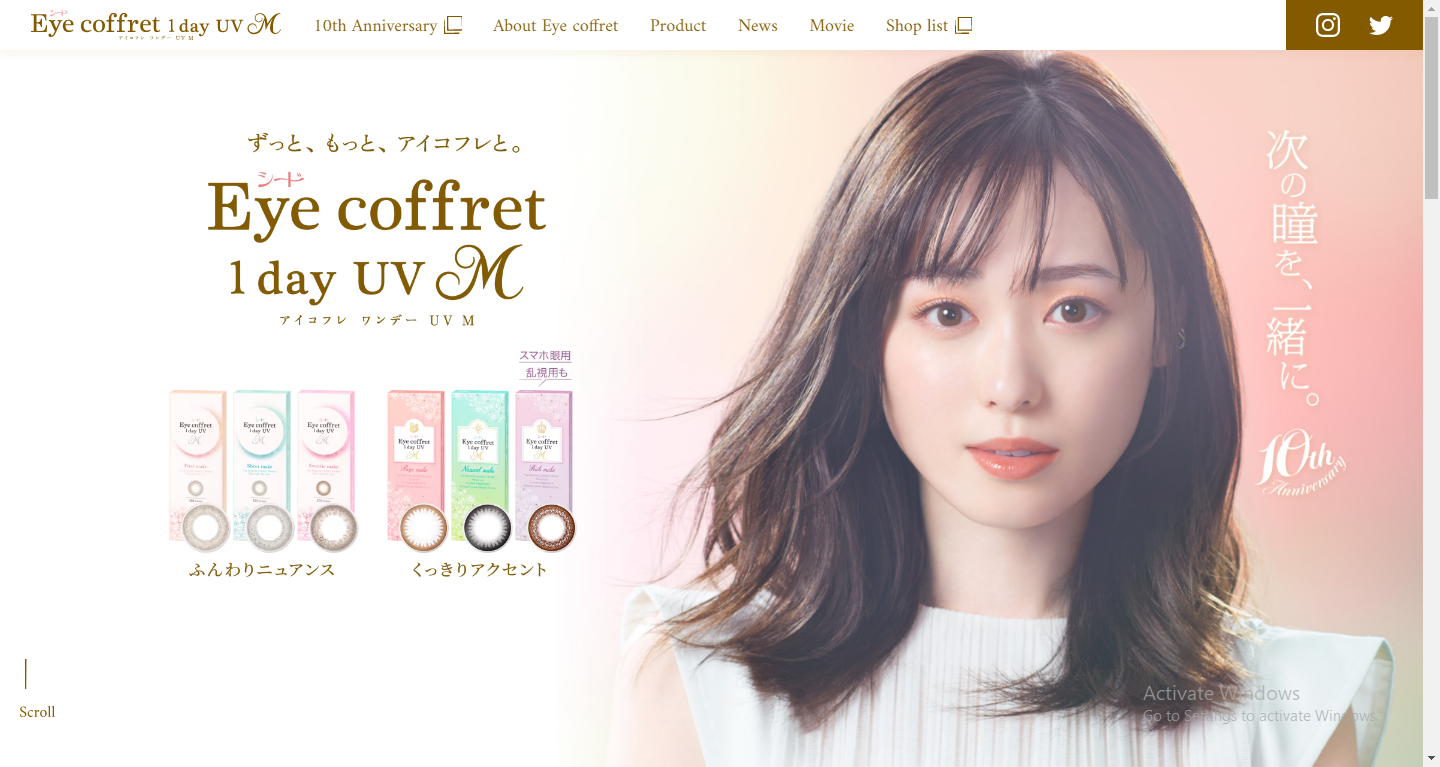 シード
Eye coffret 1day UV M
アイコフレ ワンデー UV M
10th Anniversary
About Eye coffret
Product
News
Movie
Shop list
ずっと、もっと、アイコフレと。
シード
Eye coffret
1day UV M
アイコフレ ワンデー UV M
スマホ眼用
乱視用も
Eye coffret
1day UV
M
Eye coffret
1day UV
M
Eye coffret
1day UV
M
Eye coffret
1day UV
M
Base make
Eye coffret
1day UV
M
Natural make
Eye coffret
1day UV
M
Rich make
ふんわりニュアンス
くっきりアクセント
次の瞳を、一緒に。
10th
Anniversary
Scroll
Activate Windows
Go to Settings to activate Windows.